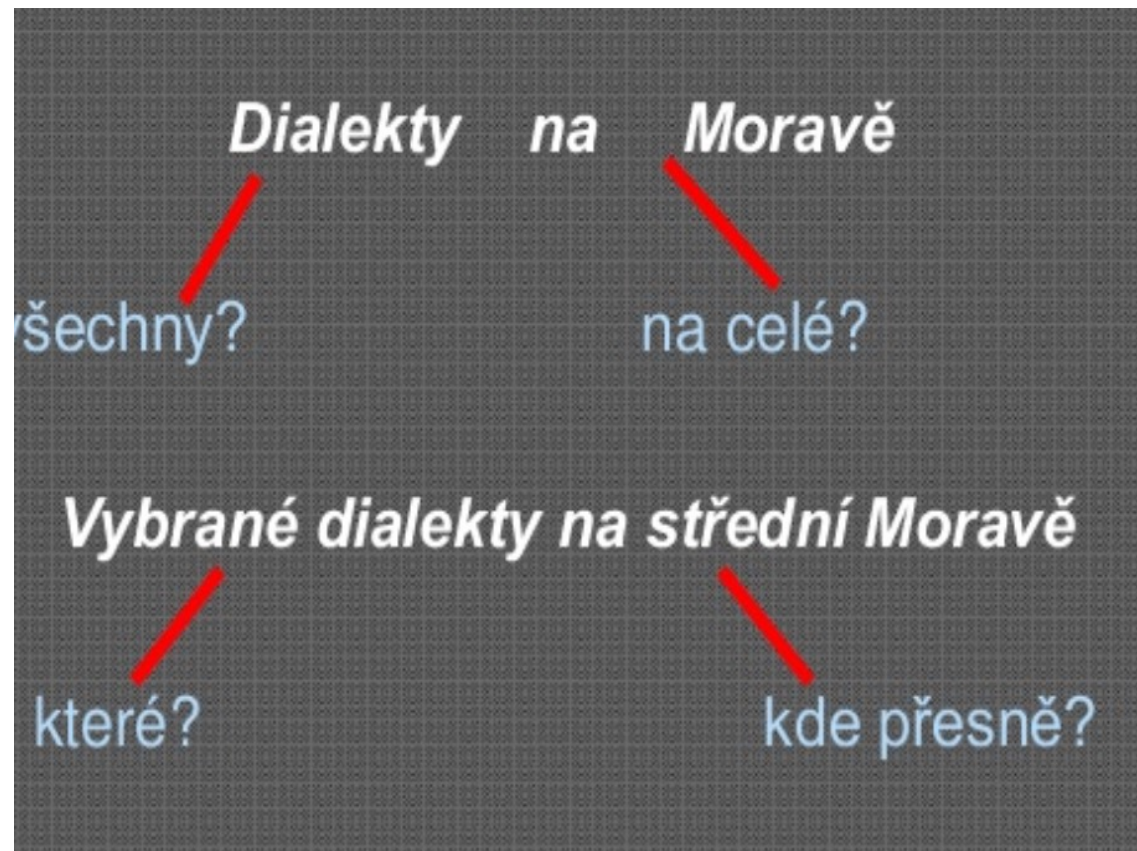 Dialekty na Moravě
všechny? na celé?
Vybrané dialekty na střední Moravě
které? kde přesně?